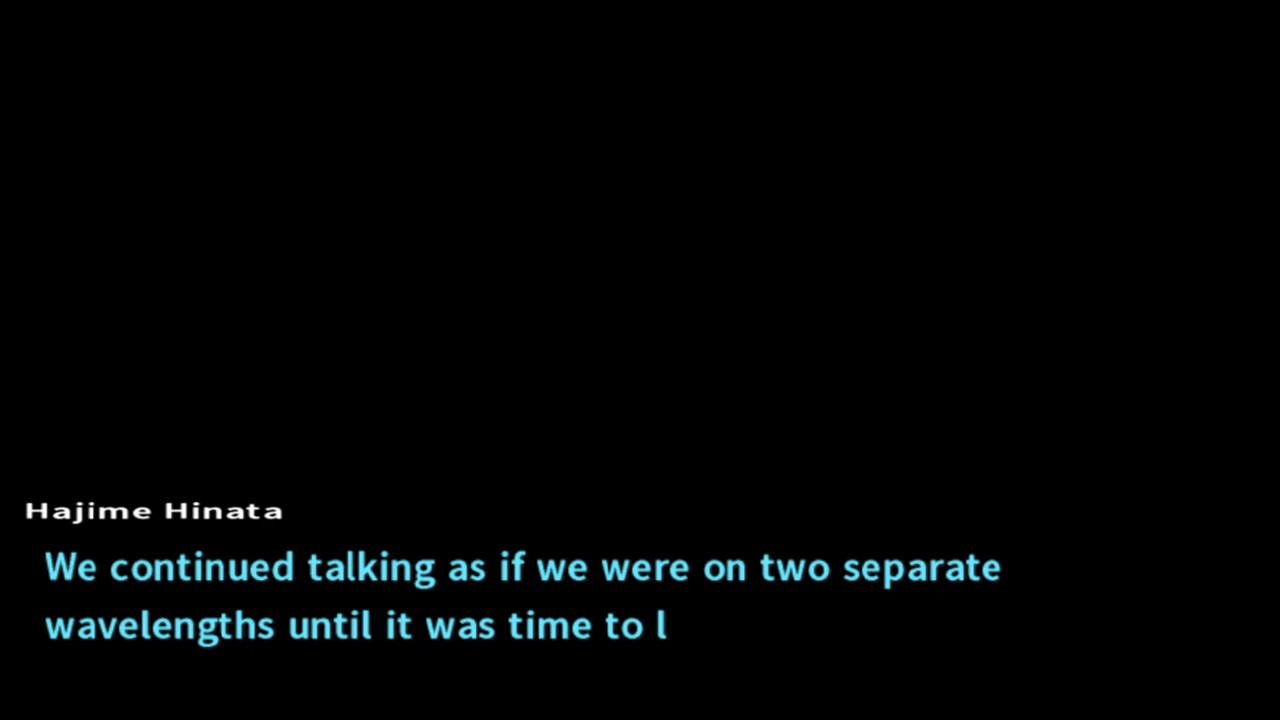 Hajime Hinata
We continued talking as if we were on two separate
wavelengths until it was time to l